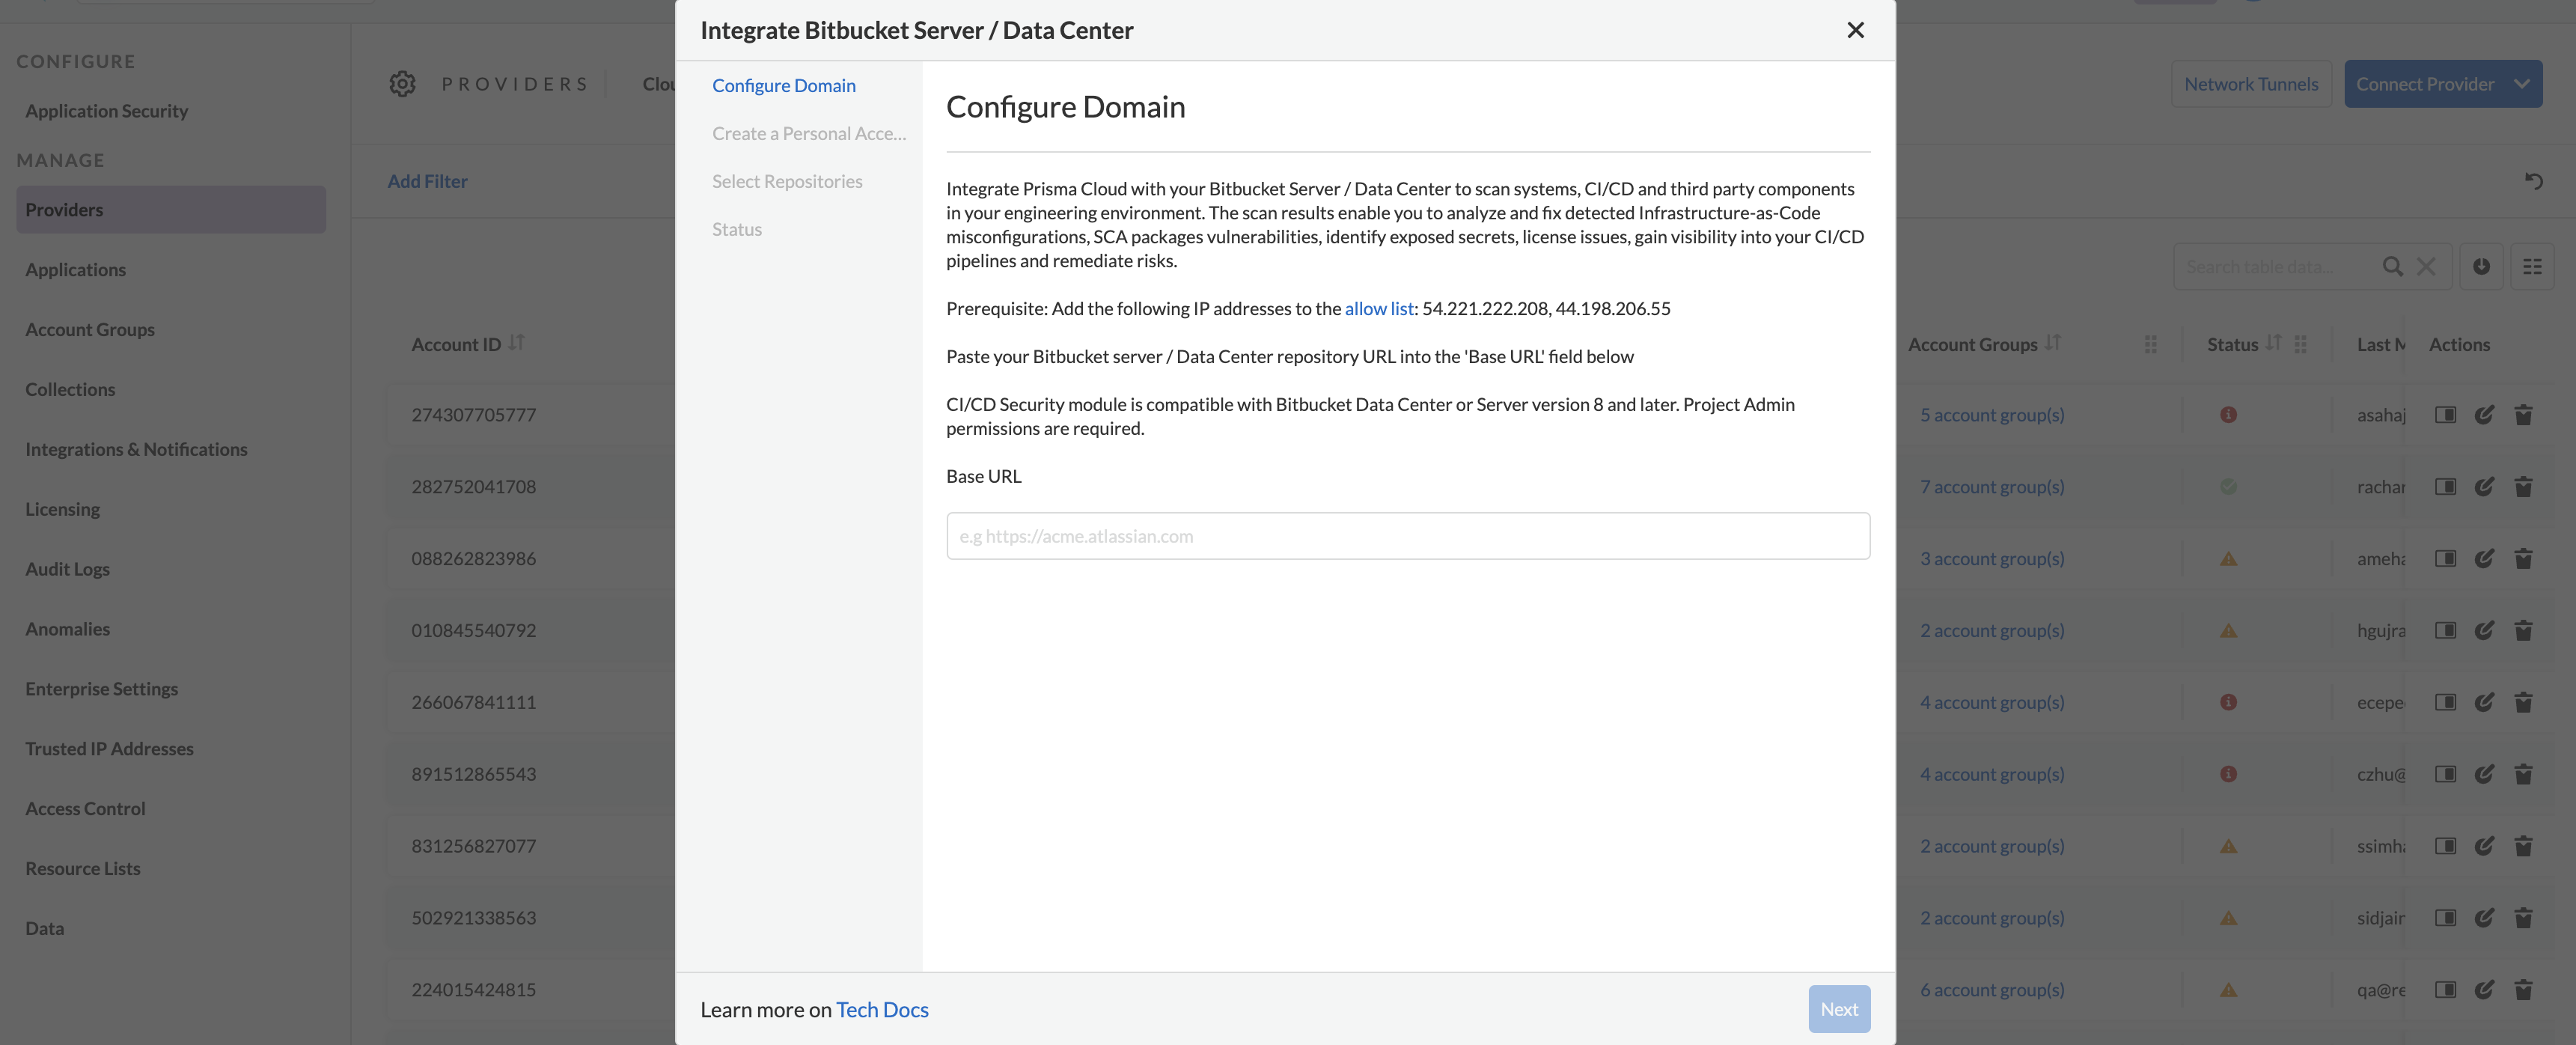 Integrate Bitbucket Server / Data Center
CONFIGURE
Application Security
MANAGE
Providers
Applications
Account Groups
Collections
Integrations & Notifications
Licensing
Audit Logs
Anomalies
Enterprise Settings
Trusted IP Addresses
Access Control
Resource Lists
Data
PROVIDERS
Clou
Network Tunnels
Connect Provider
Add Filter
Search table data...
Configure Domain
Create a Personal Acce...
Select Repositories
Status
Configure Domain
Integrate Prisma Cloud with your Bitbucket Server / Data Center to scan systems, CI/CD and third party components
in your engineering environment. The scan results enable you to analyze and fix detected Infrastructure-as-Code
misconfigurations, SCA packages vulnerabilities, identify exposed secrets, license issues, gain visibility into your CI/CD
pipelines and remediate risks.
Prerequisite: Add the following IP addresses to the allow list: 54.221.222.208, 44.198.206.55
Paste your Bitbucket server / Data Center repository URL into the 'Base URL' field below
CI/CD Security module is compatible with Bitbucket Data Center or Server version 8 and later. Project Admin
permissions are required.
Base URL
e.g https://acme.atlassian.com
Learn more on Tech Docs
Next
Account ID
Account Groups
Status
Last M
Actions
274307705777
5 account group(s)
asahaj
282752041708
7 account group(s)
rachar
088262823986
3 account group(s)
ameha
010845540792
2 account group(s)
hgujra
266067841111
4 account group(s)
ecepe
891512865543
4 account group(s)
czhu@
831256827077
2 account group(s)
ssimha
502921338563
2 account group(s)
sidjair
224015424815
6 account group(s)
qa@re